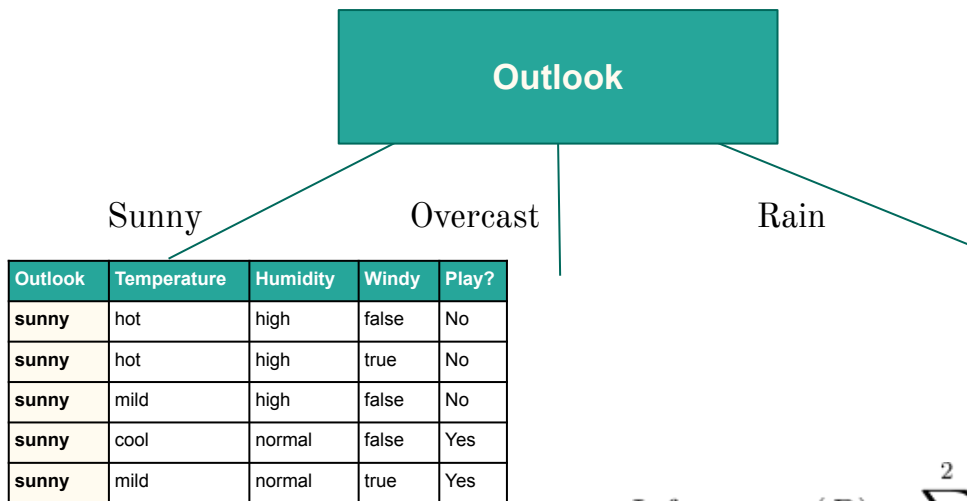 Outlook
Sunny Overcast Rain
Outlook Temperature Humidity Windy Play?
sunny hot high false No
sunny hot high true No
sunny mild high false No
sunny cool normal false Yes
sunny mild normal true Yes
2